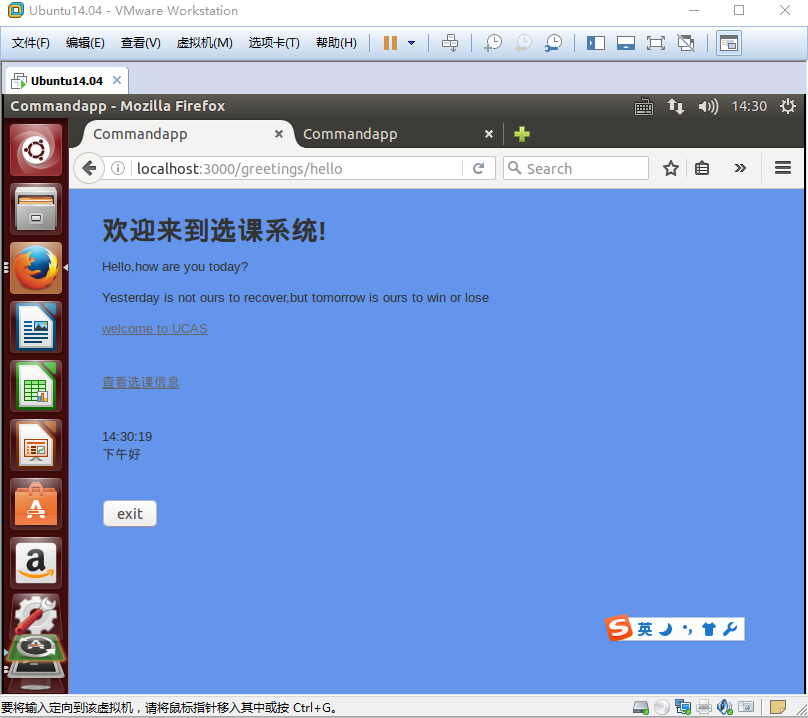 Ubuntu14.04 - VMware Workstation
文件(F) 编辑(E) 查看(V) 虚拟机(M) 选项卡(T) 帮助(H)
Ubuntu14.04
Commandapp - Mozilla Firefox 14:30
Commandapp Commandapp
localhost:3000/greetings/hello Search
欢迎来到选课系统!
Hello,how are you today?
Yesterday is not ours to recover,but tomorrow is ours to win or lose
welcome to UCAS
查看选课信息
14:30:19
下午好
exit
英
要将输入定向到该虚拟机，请将鼠标指针移入其中或按 Ctrl+G。